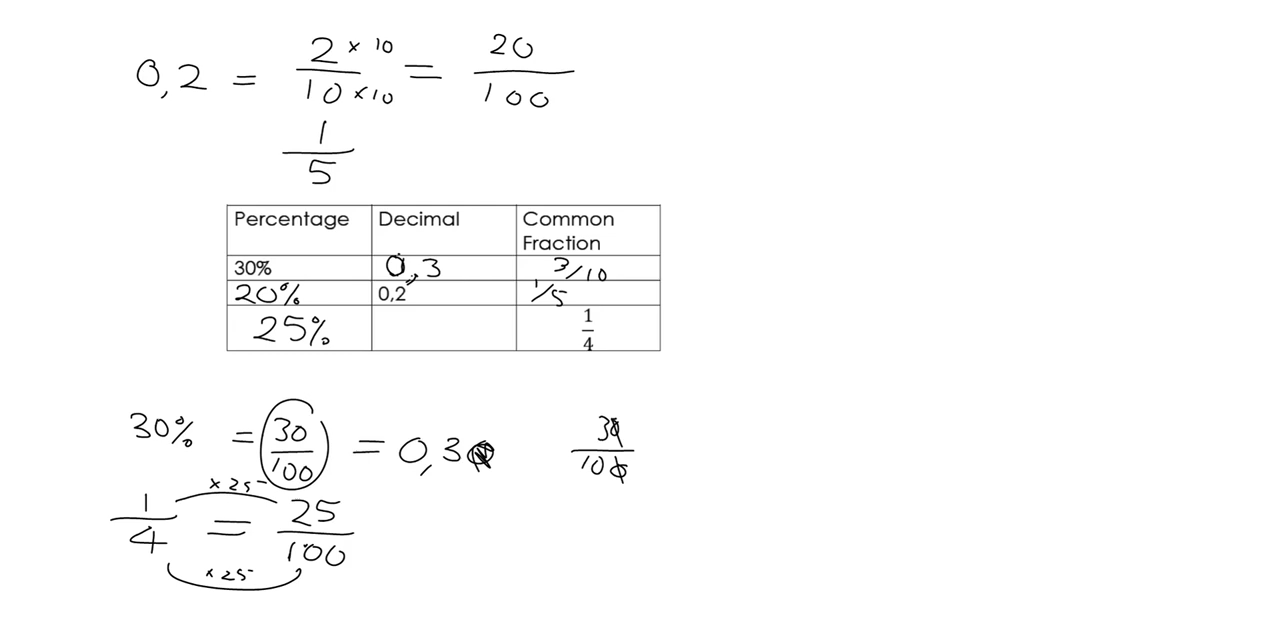 0,2 = 2 × 10 / 10 × 10 = 20 / 100
1 / 5
Percentage Decimal Common Fraction
30% 0,3 3/10
20% 0,2 1/5
25% 1/4
30% = 30/100 = 0,3 30/100
× 25
1/4 = 25/100
× 25